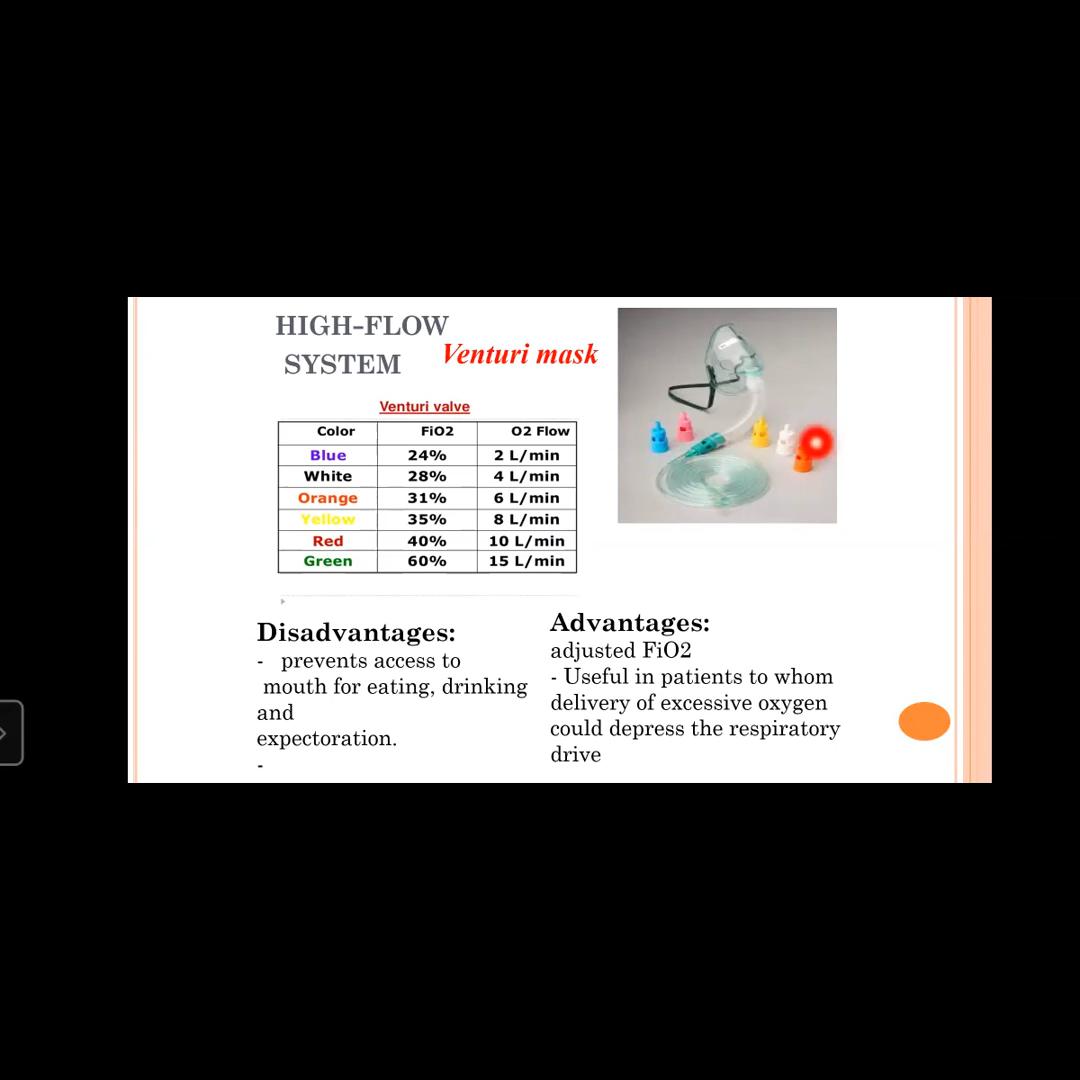 HIGH-FLOW
SYSTEM
Venturi mask
Venturi valve
Color FiO2 O2 Flow
Blue 24% 2 L/min
White 28% 4 L/min
Orange 31% 6 L/min
Yellow 35% 8 L/min
Red 40% 10 L/min
Green 60% 15 L/min
Disadvantages:
- prevents access to
mouth for eating, drinking
and
expectoration.
-
Advantages:
adjusted FiO2
- Useful in patients to whom
delivery of excessive oxygen
could depress the respiratory
drive